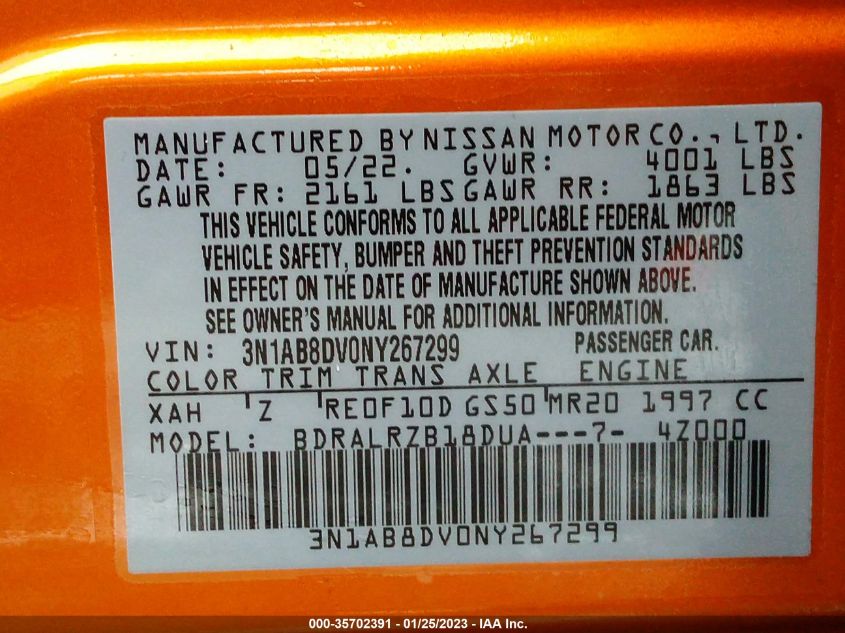 MANUFACTURED BY NISSAN MOTOR CO., LTD.
DATE: 05/22. GVWR: 4001 LBS
GAWR FR: 2161 LBS GAWR RR: 1863 LBS
THIS VEHICLE CONFORMS TO ALL APPLICABLE FEDERAL MOTOR
VEHICLE SAFETY, BUMPER AND THEFT PREVENTION STANDARDS
IN EFFECT ON THE DATE OF MANUFACTURE SHOWN ABOVE.
SEE OWNER'S MANUAL FOR ADDITIONAL INFORMATION.
VIN: 3N1AB8DV0NY267299 PASSENGER CAR.
COLOR TRIM TRANS AXLE ENGINE
XAH Z RE0F10D GS50 MR20 1997 CC
MODEL: BDRALRZB18DUA---7- 4Z000
3N1AB8DV0NY267299
000-35702391 - 01/25/2023 - IAA Inc.